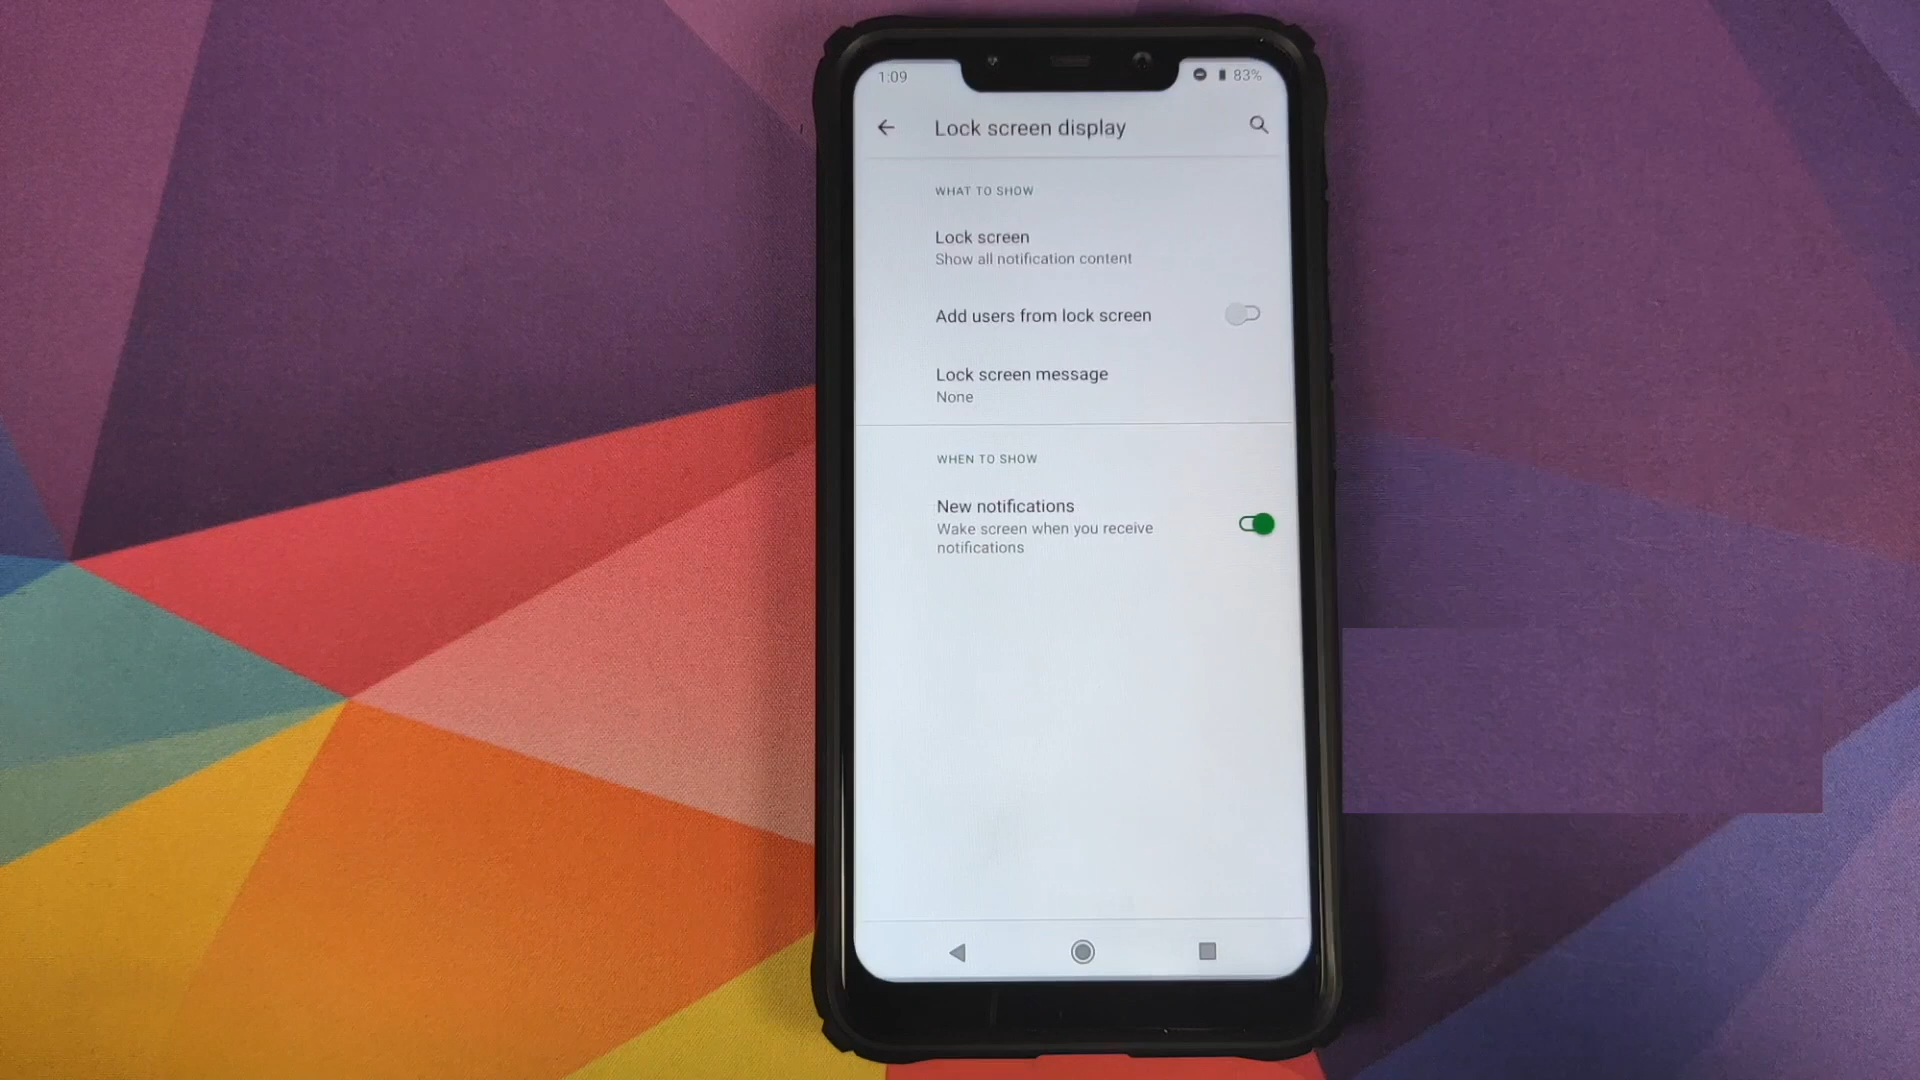 1:09
83%
Lock screen display
WHAT TO SHOW
Lock screen
Show all notification content
Add users from lock screen
Lock screen message
None
WHEN TO SHOW
New notifications
Wake screen when you receive
notifications